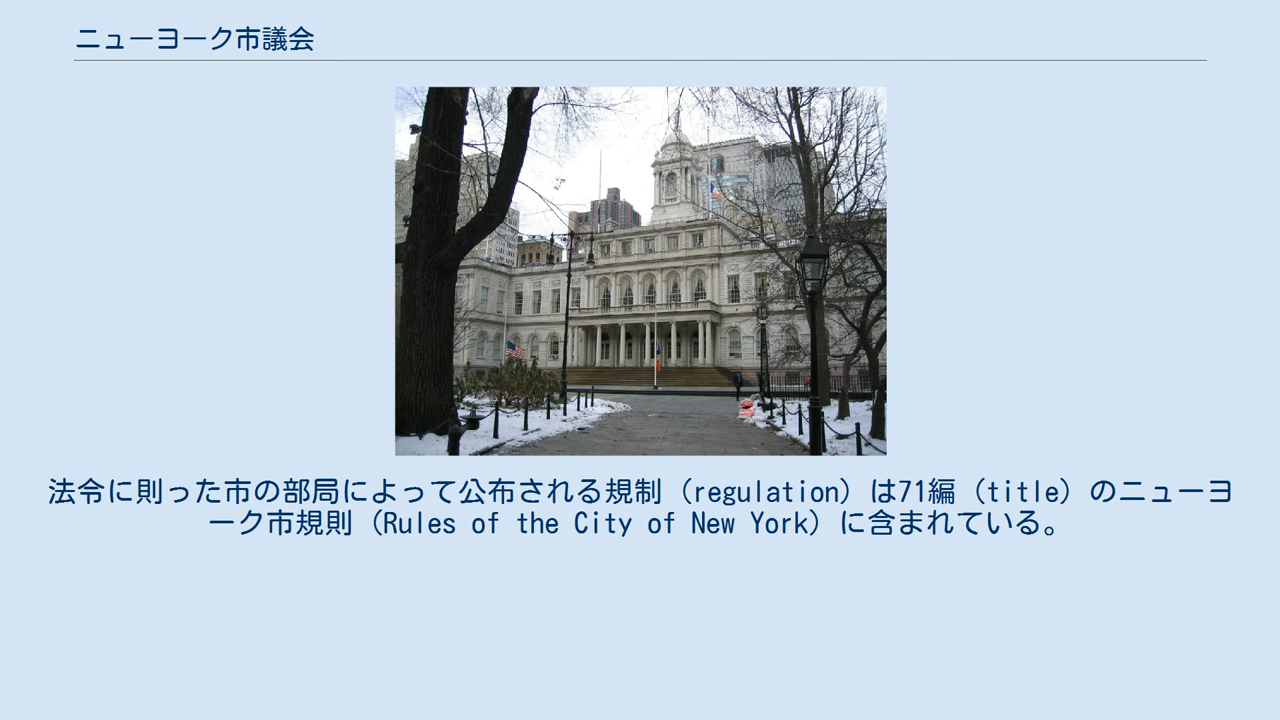 ニューヨーク市議会
法令に則った市の部局によって公布される規制（regulation）は71編（title）のニューヨ
ーク市規則（Rules of the City of New York）に含まれている。